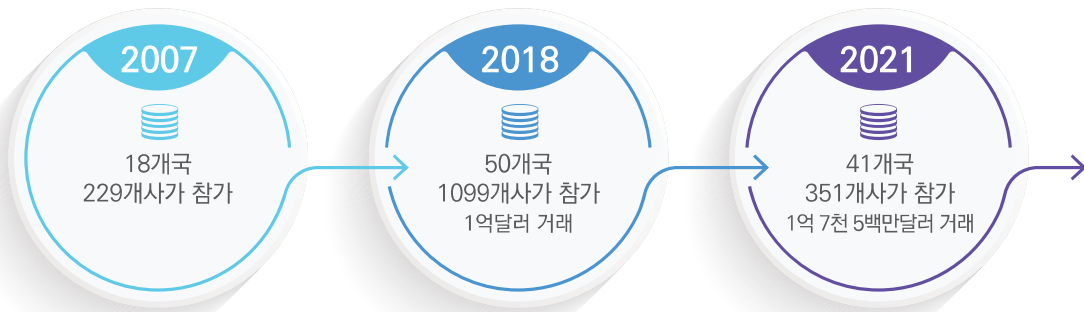 2007
18개국
229개사가 참가
2018
50개국
1099개사가 참가
1억달러 거래
2021
41개국
351개사가 참가
1억 7천 5백만달러 거래